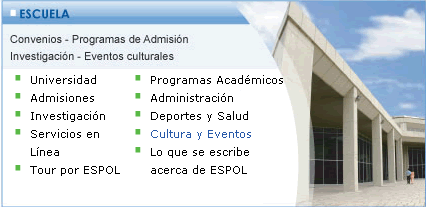 ESCUELA
Convenios - Programas de Admisión
Investigación - Eventos culturales
Universidad
Admisiones
Investigación
Servicios en
Línea
Tour por ESPOL
Programas Académicos
Administración
Deportes y Salud
Cultura y Eventos
Lo que se escribe
acerca de ESPOL